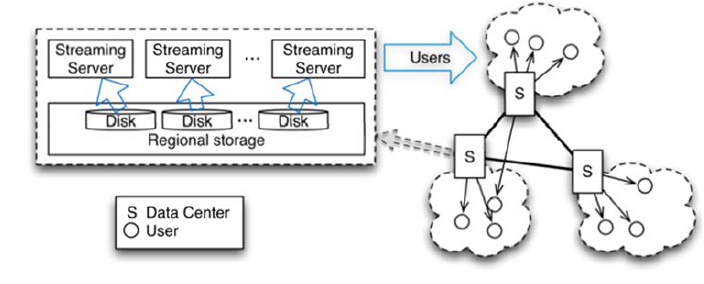 Streaming
Server
Streaming
Server
...
Streaming
Server
Disk
Disk
...
Disk
Regional storage
Users
S
S
S
S Data Center
User